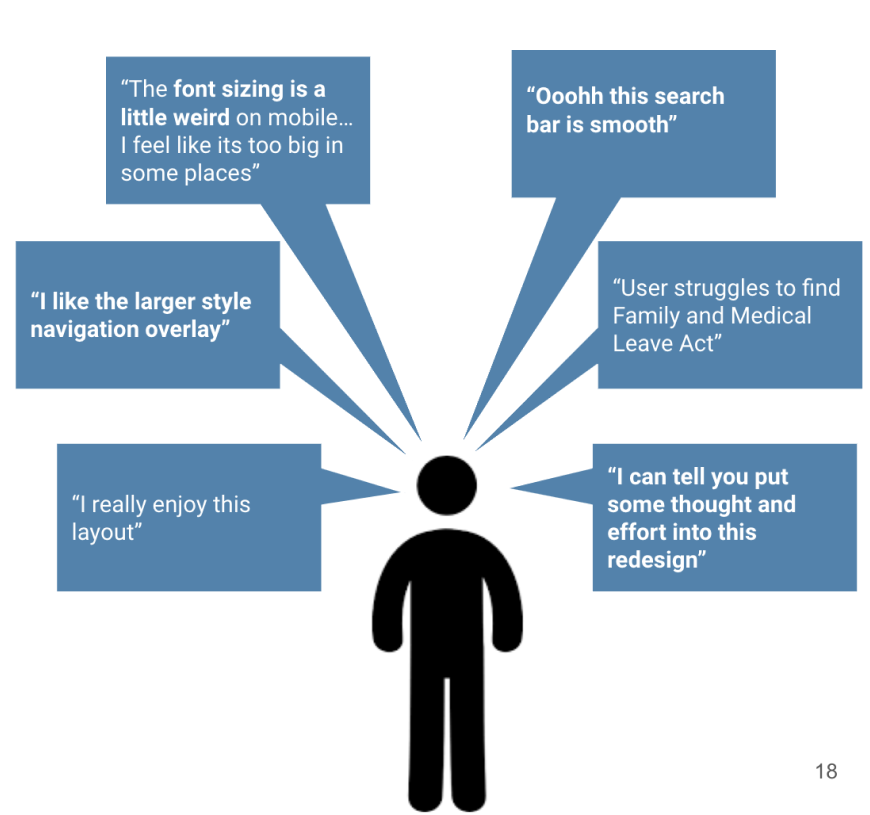 “The font sizing is a
little weird on mobile…
I feel like its too big in
some places”
“Ooohh this search
bar is smooth”
“I like the larger style
navigation overlay”
“User struggles to find
Family and Medical
Leave Act”
“I really enjoy this
layout”
“I can tell you put
some thought and
effort into this
redesign”
18